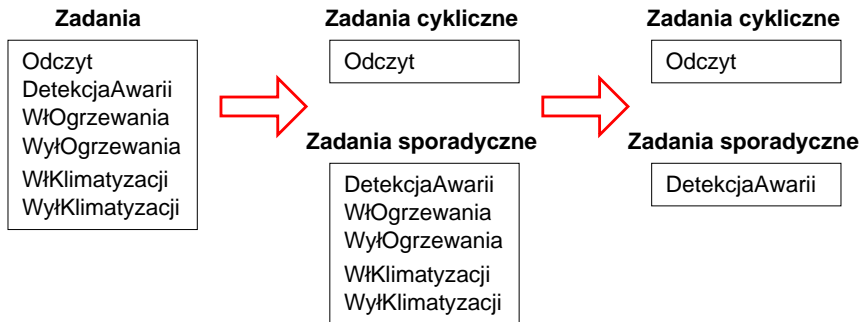 Zadania
Odczyt
DetekcjaAwarii
WłOgrzewania
WyłOgrzewania
WłKlimatyzacji
WyłKlimatyzacji
Zadania cykliczne
Odczyt
Zadania sporadyczne
DetekcjaAwarii
WłOgrzewania
WyłOgrzewania
WłKlimatyzacji
WyłKlimatyzacji
Zadania cykliczne
Odczyt
Zadania sporadyczne
DetekcjaAwarii